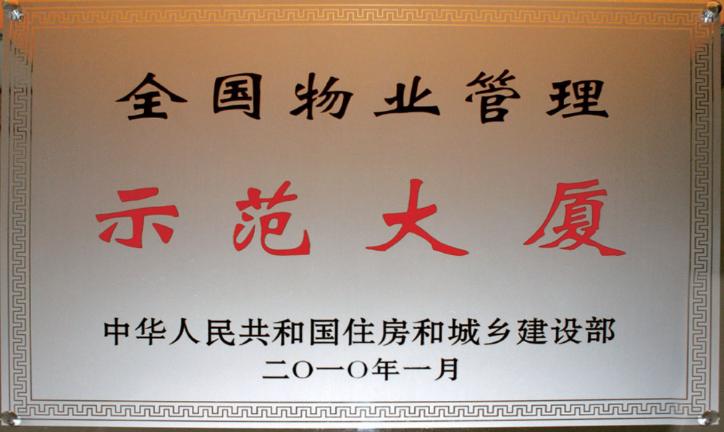 全国物业管理
示范大厦
中华人民共和国住房和城乡建设部
二〇一〇年一月